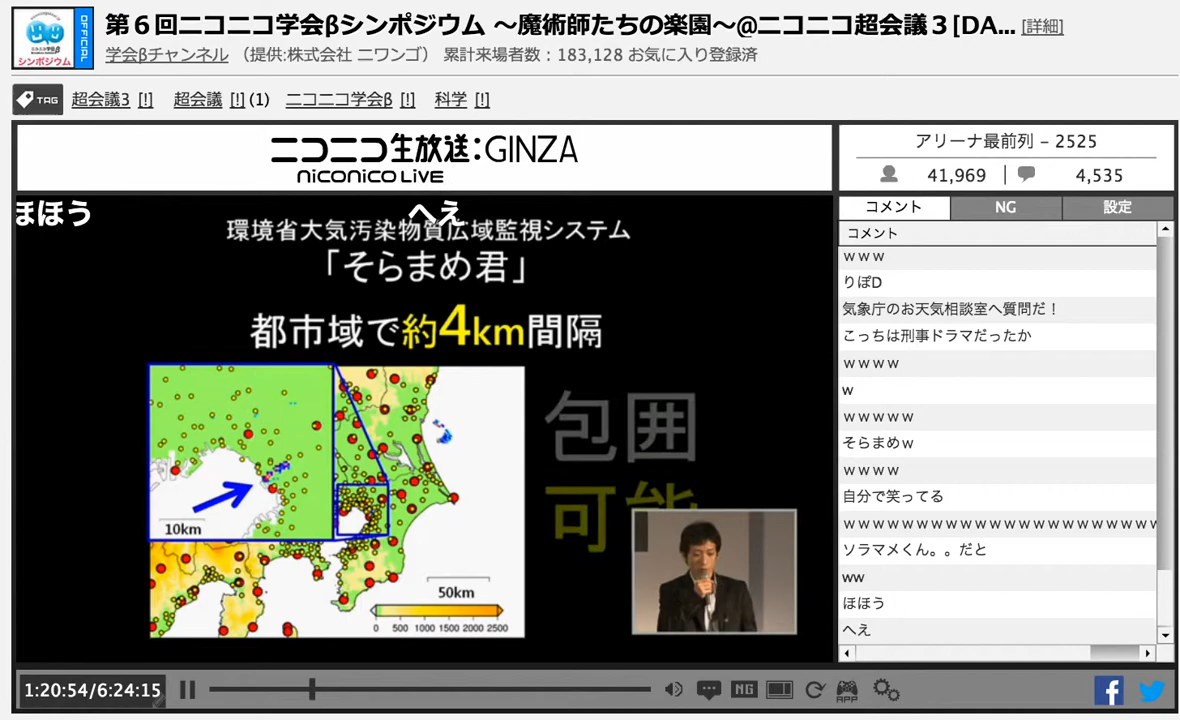 第６回ニコニコ学会βシンポジウム ～魔術師たちの楽園～@ニコニコ超会議３[DA... [詳細]
シンポジウム
OFFICIAL
学会βチャンネル （提供:株式会社 ニワンゴ） 累計来場者数：183,128 お気に入り登録済
TAG 超会議3 [!] 超会議 [!](1) ニコニコ学会β [!] 科学 [!]
ニコニコ生放送:GINZA
niconico Live
アリーナ最前列 – 2525
41,969 4,535
コメント NG 設定
コメント
ｗｗｗ
りぽD
気象庁のお天気相談室へ質問だ！
こっちは刑事ドラマだったか
ｗｗｗｗ
w
ｗｗｗｗｗ
そらまめｗ
ｗｗｗｗ
自分で笑ってる
ｗｗｗｗｗｗｗｗｗｗｗｗｗｗｗｗｗｗｗｗｗｗ
ソラマメくん。。だと
ww
ほほう
へえ
ほほう
へえ
環境省大気汚染物質広域監視システム
「そらまめ君」
都市域で約4km間隔
包囲
可能
10km
50km
0 500 1000 1500 2000 2500
1:20:54/6:24:15
NG
APP